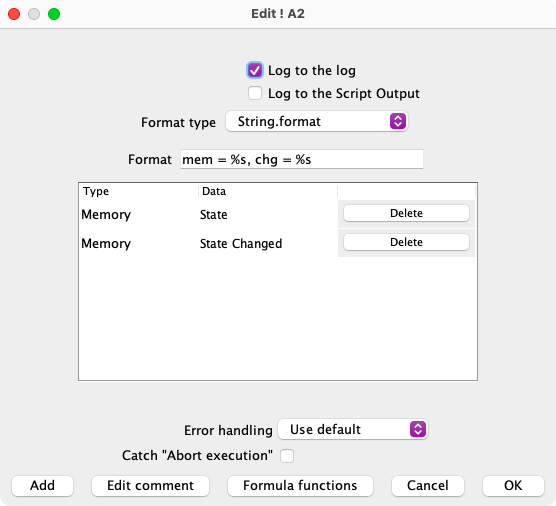 Edit ! A2
Log to the log
Log to the Script Output
Format type String.format
Format mem = %s, chg = %s
Type Data
Memory State Delete
Memory State Changed Delete
Error handling Use default
Catch "Abort execution"
Add Edit comment Formula functions Cancel OK